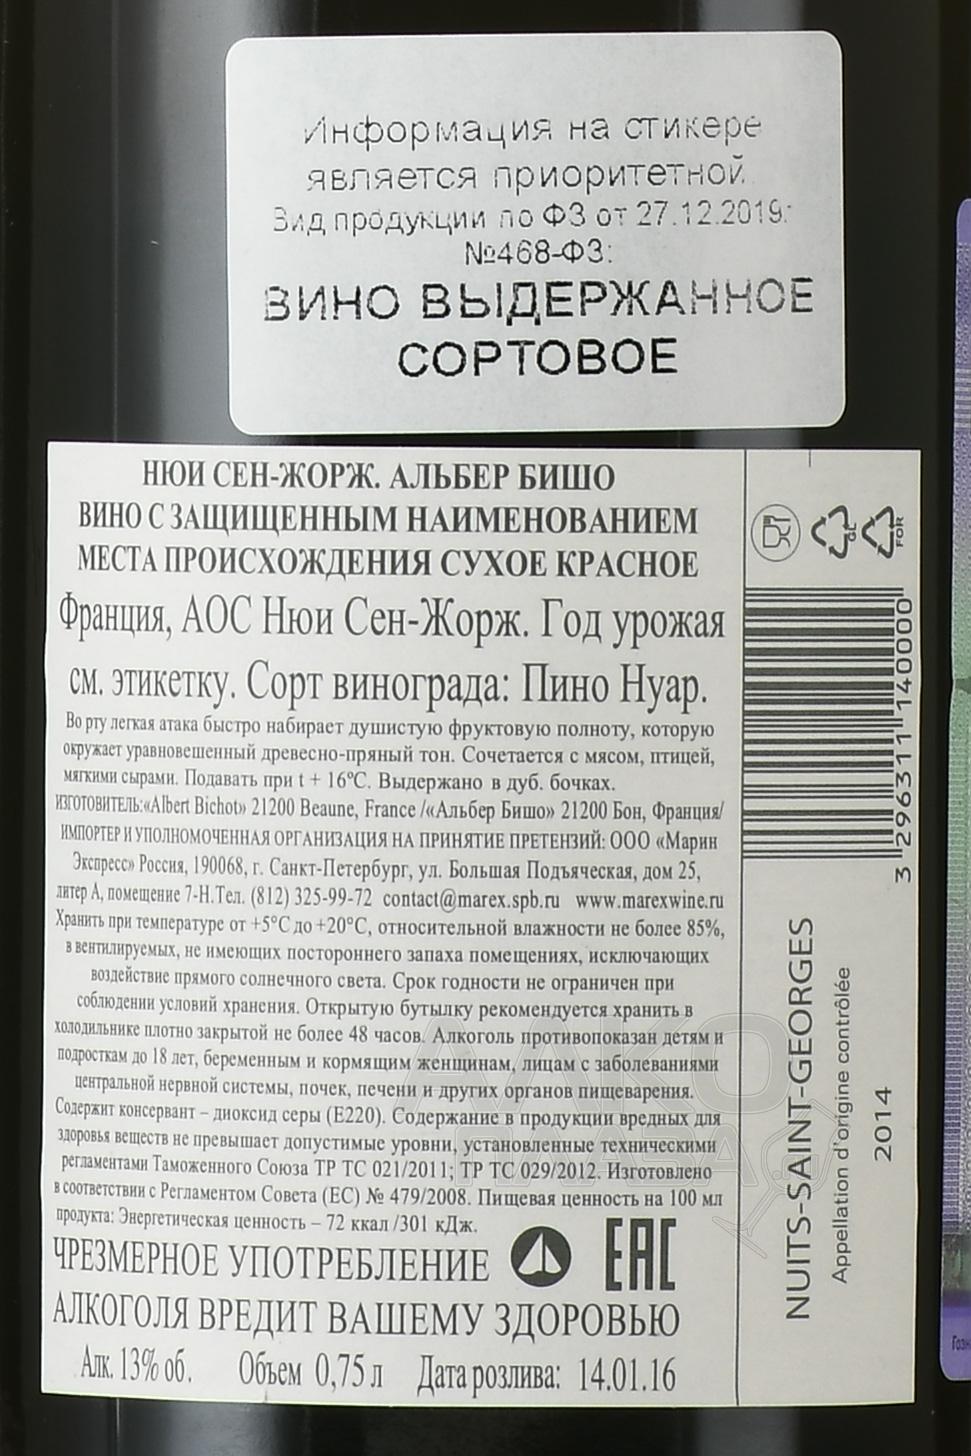 Информация на стикере
является приоритетной
Вид продукции по ФЗ от 27.12.2019г
№468-ФЗ:
ВИНО ВЫДЕРЖАННОЕ
СОРТОВОЕ
НЮИ СЕН-ЖОРЖ. АЛЬБЕР БИШО
ВИНО С ЗАЩИЩЕННЫМ НАИМЕНОВАНИЕМ
МЕСТА ПРОИСХОЖДЕНИЯ СУХОЕ КРАСНОЕ
Франция, АОС Нюи Сен-Жорж. Год урожая
см. этикетку. Сорт винограда: Пино Нуар.
Во рту легкая атака быстро набирает душистую фруктовую полноту, которую
окружает уравновешенный древесно-пряный тон. Сочетается с мясом, птицей,
мягкими сырами. Подавать при t + 16°С. Выдержано в дуб. бочках.
ИЗГОТОВИТЕЛЬ:«Albert Bichot» 21200 Beaune, France /«Альбер Бишо» 21200 Бон, Франция/
ИМПОРТЕР И УПОЛНОМОЧЕННАЯ ОРГАНИЗАЦИЯ НА ПРИНЯТИЕ ПРЕТЕНЗИЙ: ООО «Марин
Экспресс» Россия, 190068, г. Санкт-Петербург, ул. Большая Подъяческая, дом 25,
литер А, помещение 7-Н.Тел. (812) 325-99-72 contact@marex.spb.ru www.marexwine.ru
Хранить при температуре от +5°С до +20°С, относительной влажности не более 85%,
в вентилируемых, не имеющих постороннего запаха помещениях, исключающих
воздействие прямого солнечного света. Срок годности не ограничен при
соблюдении условий хранения. Открытую бутылку рекомендуется хранить в
холодильнике плотно закрытой не более 48 часов. Алкоголь противопоказан детям и
подросткам до 18 лет, беременным и кормящим женщинам, лицам с заболеваниями
центральной нервной системы, почек, печени и других органов пищеварения.
Содержит консервант – диоксид серы (Е220). Содержание в продукции вредных для
здоровья веществ не превышает допустимые уровни, установленные техническими
регламентами Таможенного Союза ТР ТС 021/2011; ТР ТС 029/2012. Изготовлено
в соответствии с Регламентом Совета (ЕС) № 479/2008. Пищевая ценность на 100 мл
продукта: Энергетическая ценность – 72 ккал /301 кДж.
ЧРЕЗМЕРНОЕ УПОТРЕБЛЕНИЕ
EAC
АЛКОГОЛЯ ВРЕДИТ ВАШЕМУ ЗДОРОВЬЮ
Алк. 13% об. Объем 0,75 л Дата розлива: 14.01.16
GL
FOR
3 296311 140000
NUITS-SAINT-GEORGES
Appellation d'origine contrôlée
2014